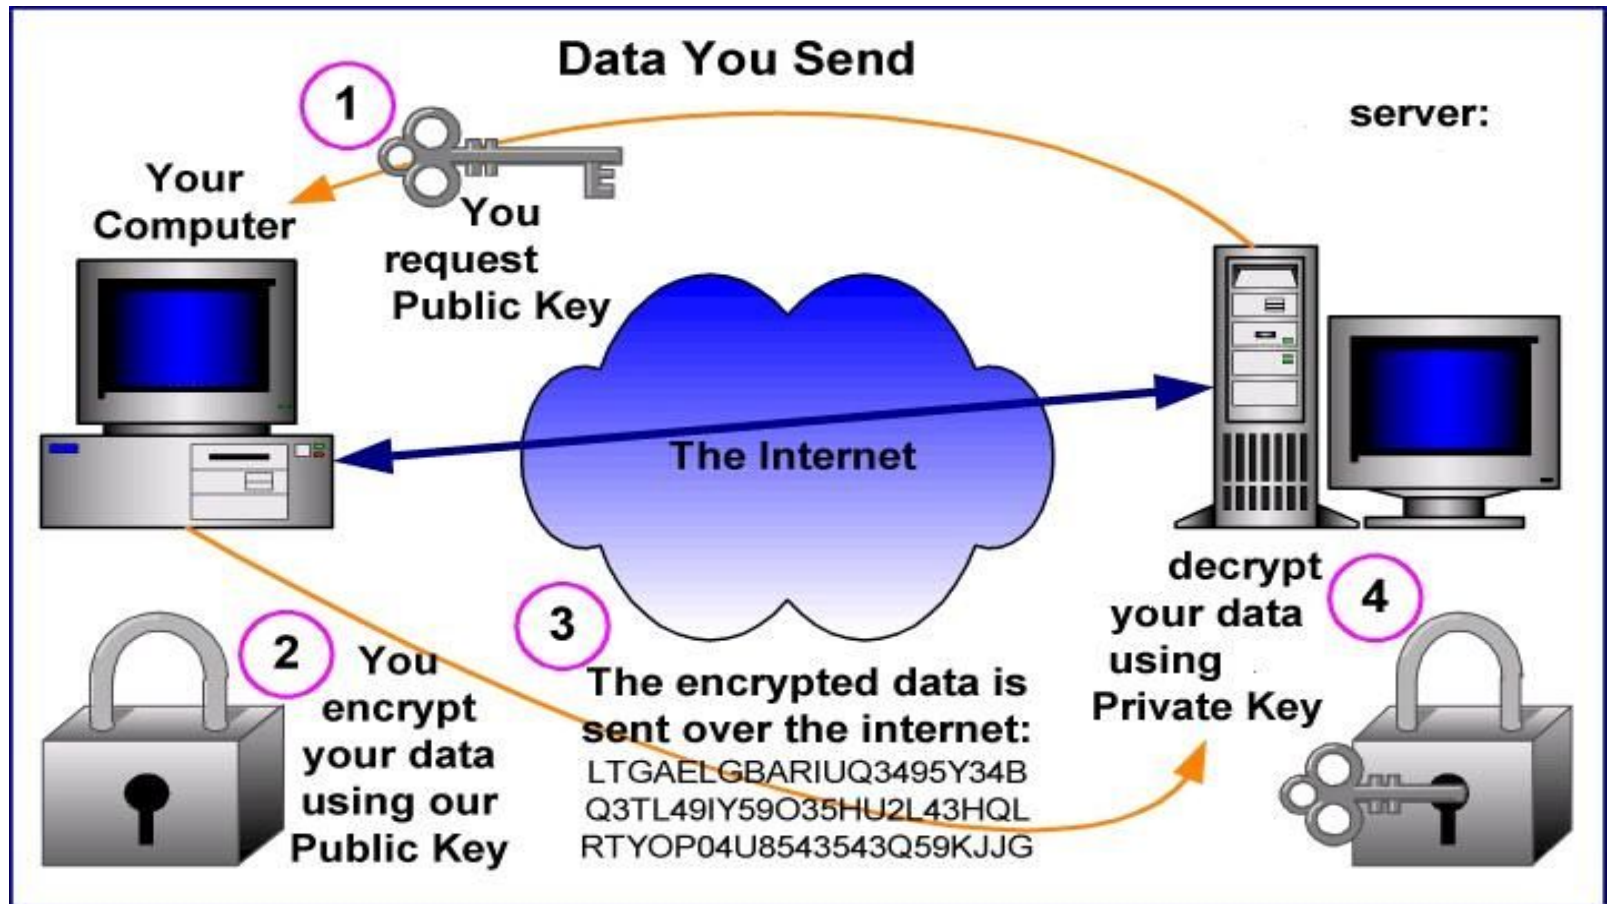 Data You Send
server:
1
Your
Computer
You
request
Public Key
The Internet
2
You
encrypt
your data
using our
Public Key
3
The encrypted data is
sent over the internet:
LTGAELGBARIUQ3495Y34B
Q3TL49IY59O35HU2L43HQL
RTYOP04U8543543Q59KJJG
4
decrypt
your data
using
Private Key